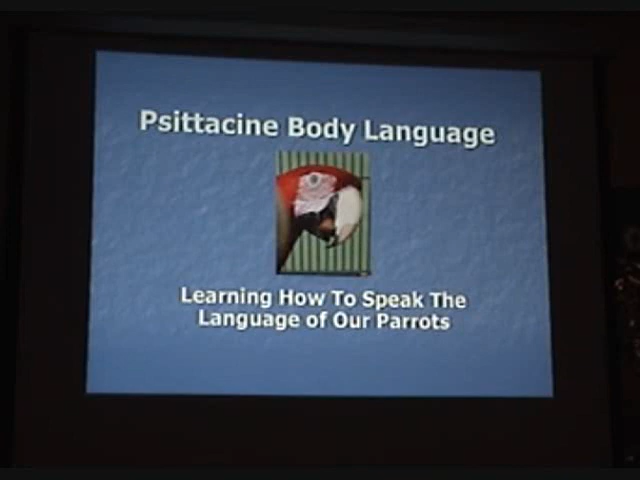 Psittacine Body Language
Learning How To Speak The
Language of Our Parrots